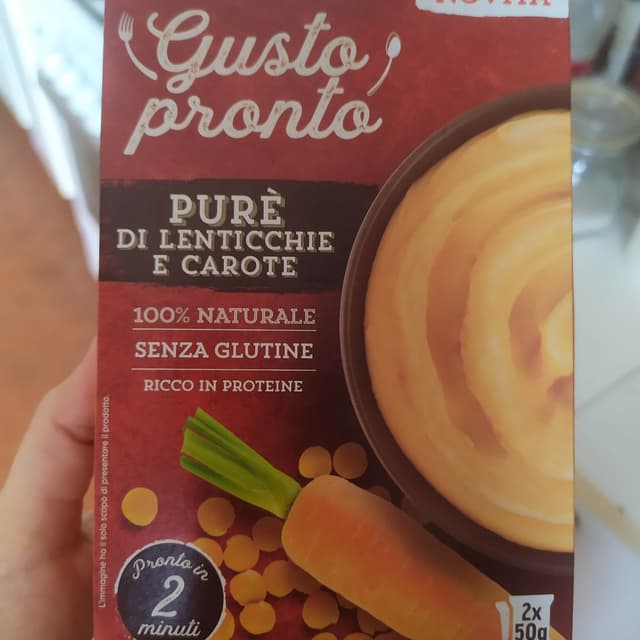 NOVITÀ
Gusto
pronto
PURÈ
DI LENTICCHIE
E CAROTE
100% NATURALE
SENZA GLUTINE
RICCO IN PROTEINE
L'immagine ha il solo scopo di presentare il prodotto.
Pronto in
2
minuti
2x
50g